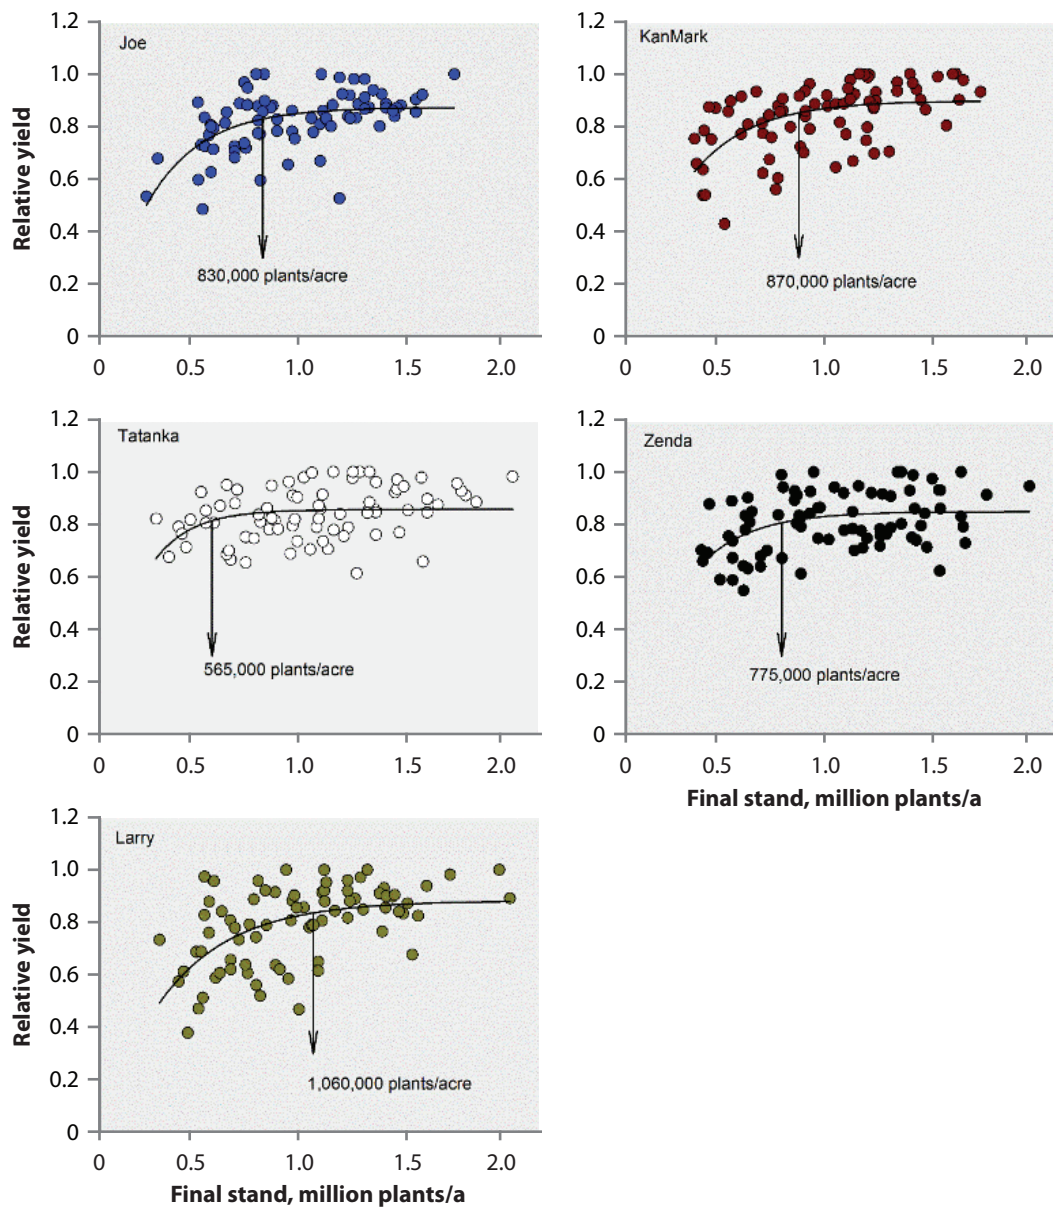 Joe
Relative yield
1.2
1.0
0.8
0.6
0.4
0.2
0
830,000 plants/acre
0 0.5 1.0 1.5 2.0
KanMark
1.2
1.0
0.8
0.6
0.4
0.2
0
870,000 plants/acre
0 0.5 1.0 1.5 2.0
Tatanka
Relative yield
1.2
1.0
0.8
0.6
0.4
0.2
0
565,000 plants/acre
0 0.5 1.0 1.5 2.0
Zenda
1.2
1.0
0.8
0.6
0.4
0.2
0
775,000 plants/acre
0 0.5 1.0 1.5 2.0
Final stand, million plants/a
Larry
Relative yield
1.2
1.0
0.8
0.6
0.4
0.2
0
1,060,000 plants/acre
0 0.5 1.0 1.5 2.0
Final stand, million plants/a